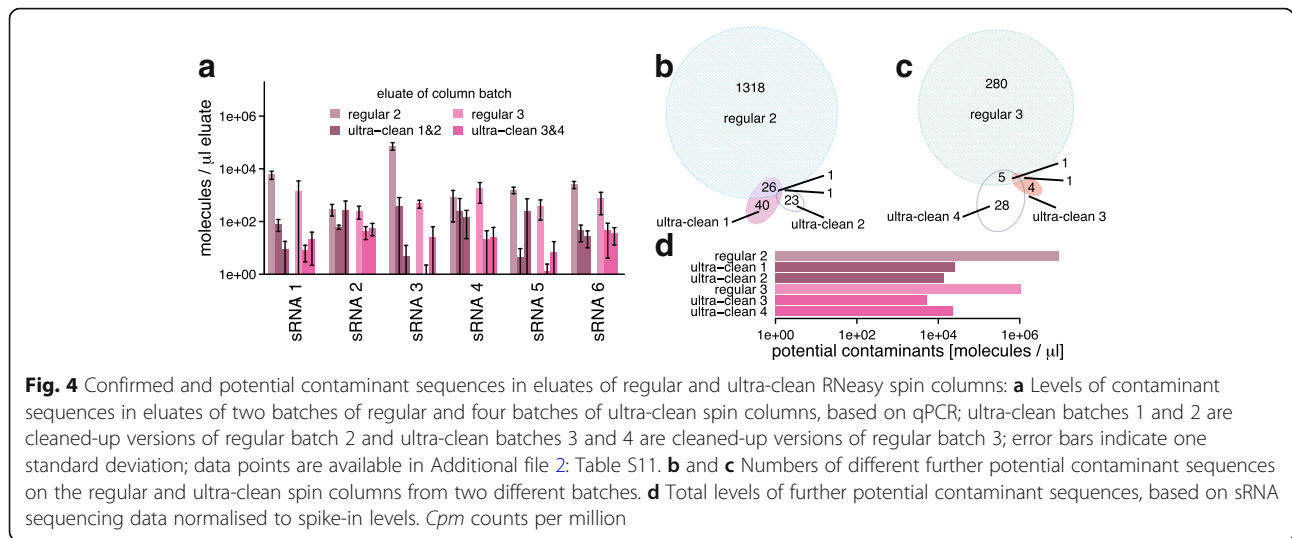 a
eluate of column batch
regular 2
regular 3
ultra−clean 1&2
ultra−clean 3&4
molecules / µl eluate
1e+06
1e+04
1e+02
1e+00
sRNA 1
sRNA 2
sRNA 3
sRNA 4
sRNA 5
sRNA 6
b
1318
regular 2
26
1
1
40
23
ultra−clean 1
ultra−clean 2
c
280
regular 3
5
1
1
4
28
ultra−clean 4
ultra−clean 3
d
regular 2
ultra−clean 1
ultra−clean 2
regular 3
ultra−clean 3
ultra−clean 4
1e+00
1e+02
1e+04
1e+06
potential contaminants [molecules / µl]
Fig. 4 Confirmed and potential contaminant sequences in eluates of regular and ultra-clean RNeasy spin columns: a Levels of contaminant
sequences in eluates of two batches of regular and four batches of ultra-clean spin columns, based on qPCR; ultra-clean batches 1 and 2 are
cleaned-up versions of regular batch 2 and ultra-clean batches 3 and 4 are cleaned-up versions of regular batch 3; error bars indicate one
standard deviation; data points are available in Additional file 2: Table S11. b and c Numbers of different further potential contaminant sequences
on the regular and ultra-clean spin columns from two different batches. d Total levels of further potential contaminant sequences, based on sRNA
sequencing data normalised to spike-in levels. Cpm counts per million